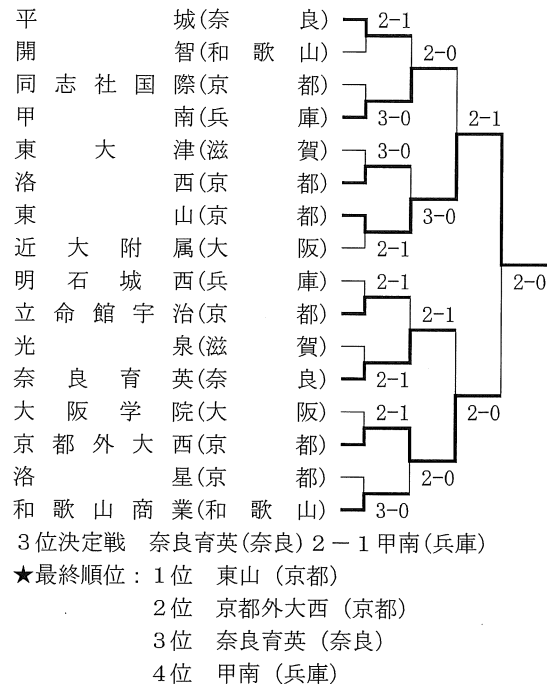 平城(奈良) 2-1
開智(和歌山) 2-0
同志社国際(京都)
甲南(兵庫) 3-0 2-1
東大津(滋賀) 3-0
洛西(京都)
東山(京都) 3-0
近大附属(大阪) 2-1
明石城西(兵庫) 2-1 2-0
立命館宇治(京都) 2-1
光泉(滋賀)
奈良育英(奈良) 2-1
大阪学院(大阪) 2-1 2-0
京都外大西(京都)
洛星(京都) 2-0
和歌山商業(和歌山) 3-0
3位決定戦 奈良育英(奈良)2-1甲南(兵庫)
★最終順位：1位 東山(京都)
2位 京都外大西(京都)
3位 奈良育英(奈良)
4位 甲南(兵庫)